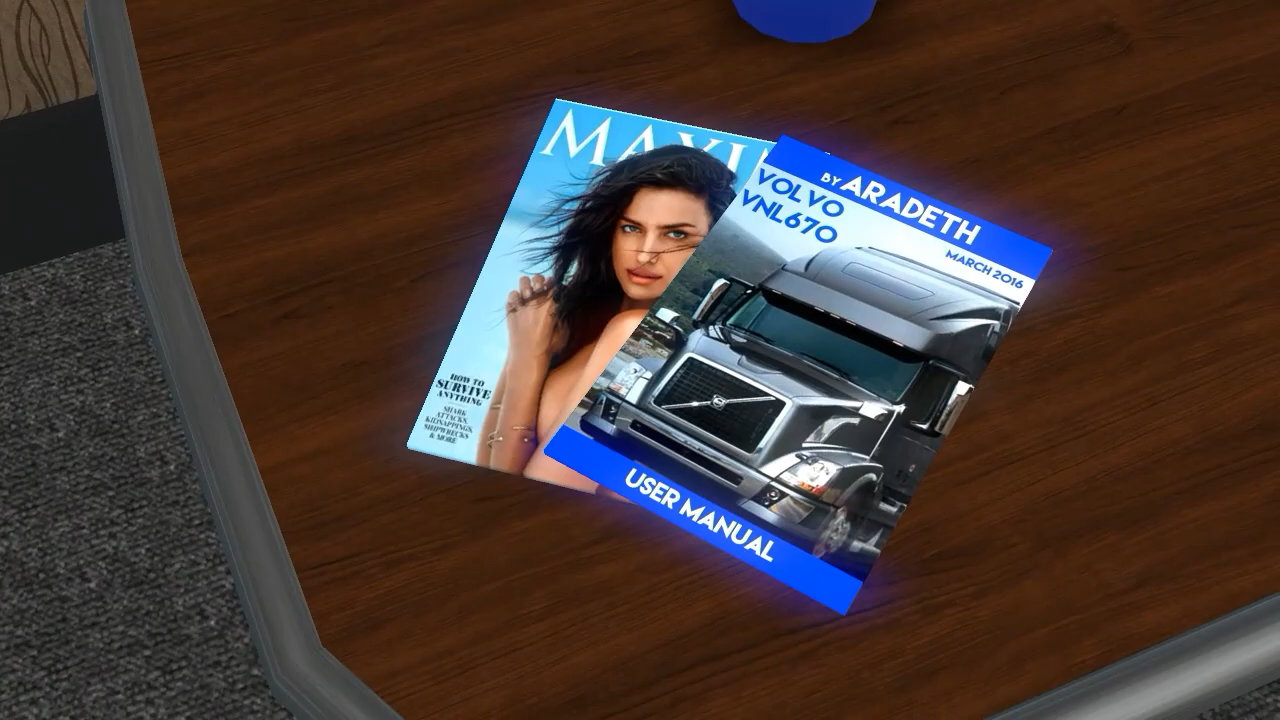 MAXI
HOW TO
SURVIVE
ANYTHING
SHARK
ATTACKS,
KIDNAPPINGS,
SHIPWRECKS
& MORE
BY ARADETH
VOLVO
VNL670
MARCH 2016
USER MANUAL